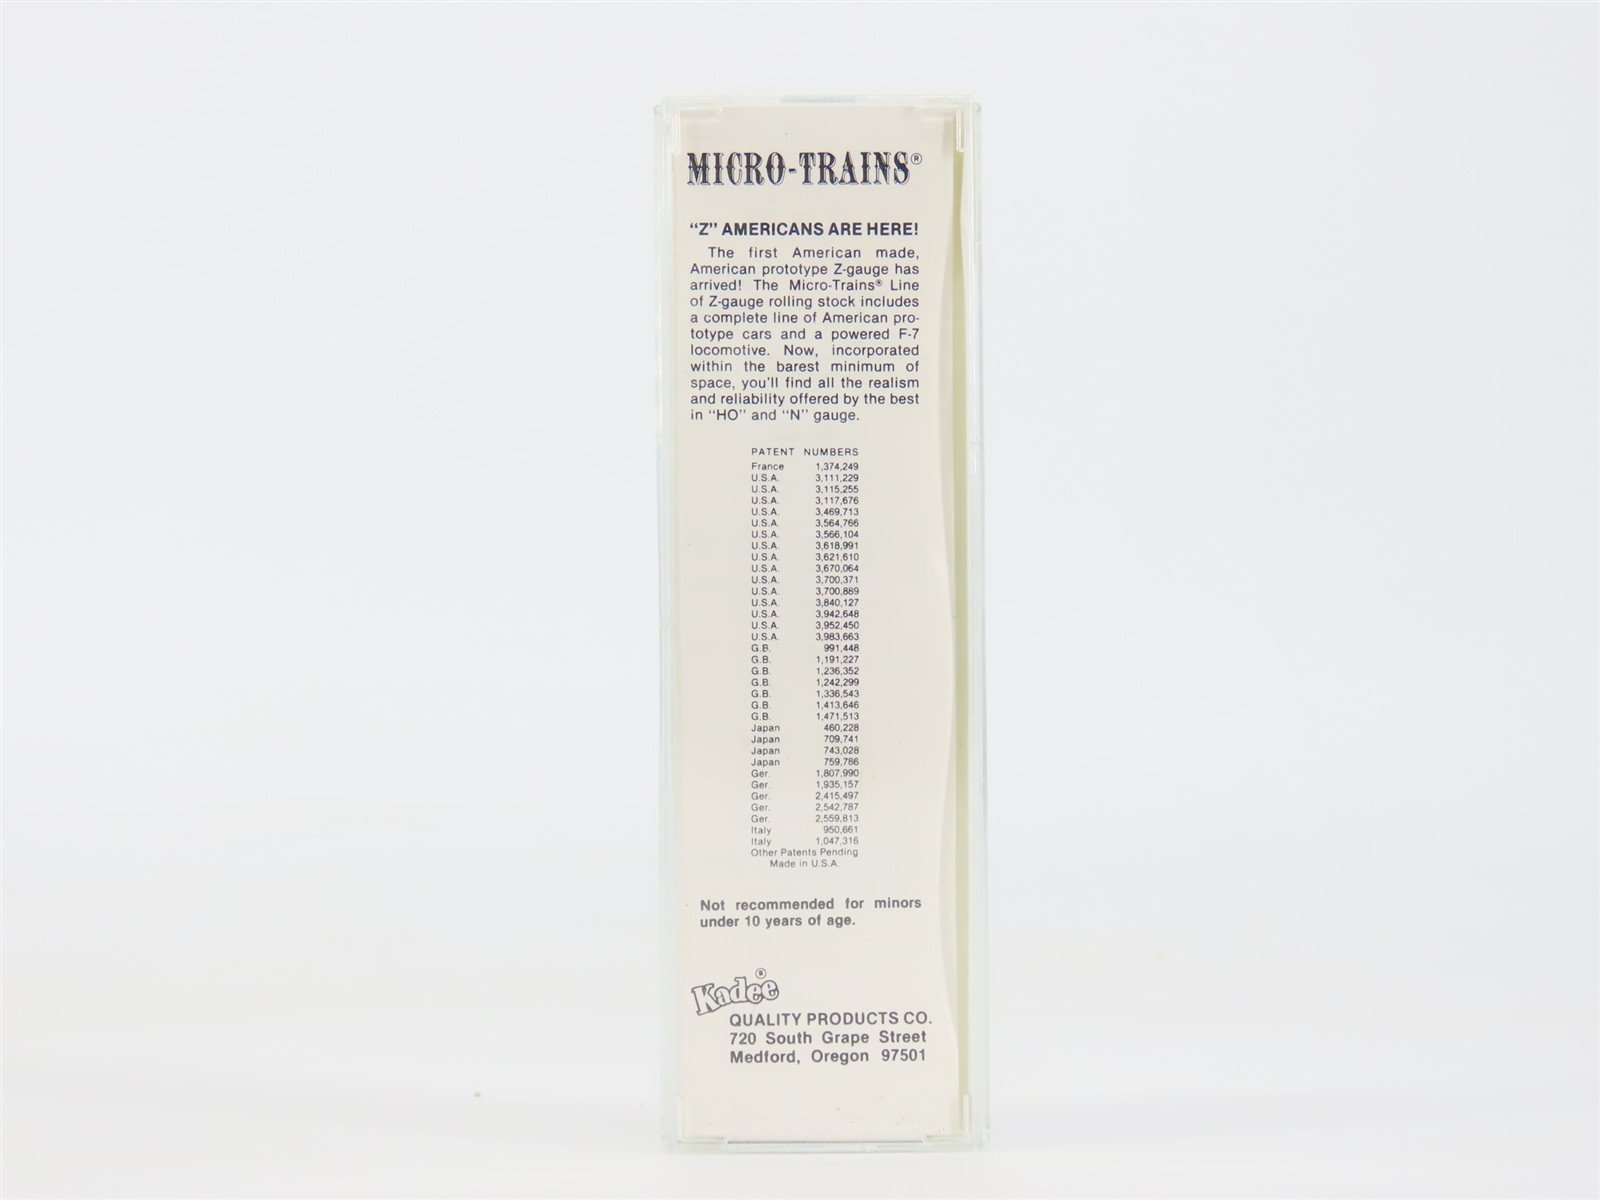 MICRO-TRAINS®
“Z” AMERICANS ARE HERE!
The first American made,
American prototype Z-gauge has
arrived! The Micro-Trains® Line
of Z-gauge rolling stock includes
a complete line of American pro-
totype cars and a powered F-7
locomotive. Now, incorporated
within the barest minimum of
space, you’ll find all the realism
and reliability offered by the best
in “HO” and “N” gauge.
PATENT NUMBERS
France 1,374,249
U.S.A. 3,111,229
U.S.A. 3,115,255
U.S.A. 3,117,676
U.S.A. 3,469,713
U.S.A. 3,564,766
U.S.A. 3,566,104
U.S.A. 3,618,991
U.S.A. 3,621,610
U.S.A. 3,670,064
U.S.A. 3,700,371
U.S.A. 3,700,889
U.S.A. 3,840,127
U.S.A. 3,942,648
U.S.A. 3,952,450
U.S.A. 3,983,663
G.B. 991,448
G.B. 1,191,227
G.B. 1,236,352
G.B. 1,242,299
G.B. 1,336,543
G.B. 1,413,646
G.B. 1,471,513
Japan 460,228
Japan 709,741
Japan 743,028
Japan 759,786
Ger. 1,807,990
Ger. 1,935,157
Ger. 2,415,497
Ger. 2,542,787
Ger. 2,559,813
Italy 950,661
Italy 1,047,316
Other Patents Pending
Made in U.S.A.
Not recommended for minors
under 10 years of age.
Kadee®
QUALITY PRODUCTS CO.
720 South Grape Street
Medford, Oregon 97501